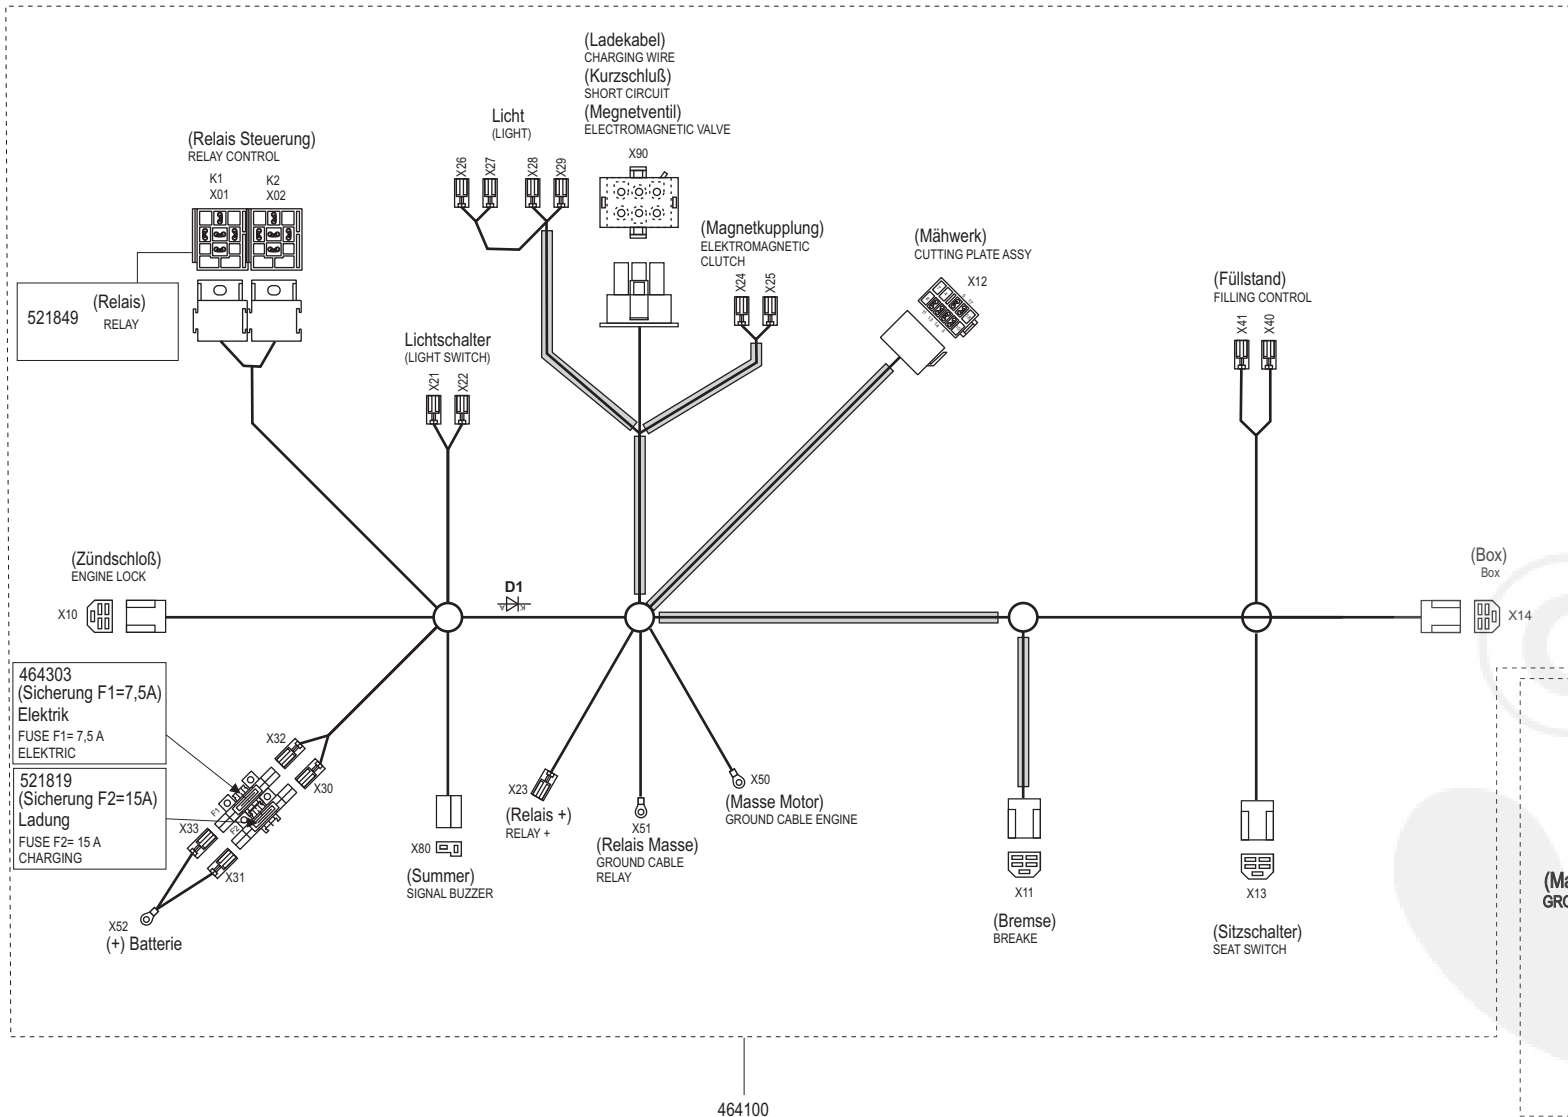 (Ladekabel)
CHARGING WIRE
(Kurzschluß)
SHORT CIRCUIT
(Megnetventil)
ELECTROMAGNETIC VALVE
X90
Licht
(LIGHT)
X26
X27
X28
X29
(Relais Steuerung)
RELAY CONTROL
K1
X01
K2
X02
521849
(Relais)
RELAY
(Magnetkupplung)
ELEKTROMAGNETIC
CLUTCH
X24
X25
(Mähwerk)
CUTTING PLATE ASSY
X12
(Füllstand)
FILLING CONTROL
X41
X40
Lichtschalter
(LIGHT SWITCH)
X21
X22
(Zündschloß)
ENGINE LOCK
X10
D1
A
K
(Box)
Box
X14
464303
(Sicherung F1=7,5A)
Elektrik
FUSE F1= 7,5 A
ELEKTRIC
521819
(Sicherung F2=15A)
Ladung
FUSE F2= 15 A
CHARGING
X32
X30
F1
F2
X33
X31
X52
(+) Batterie
X80
(Summer)
SIGNAL BUZZER
X23
(Relais +)
RELAY +
X51
(Relais Masse)
GROUND CABLE
RELAY
X50
(Masse Motor)
GROUND CABLE ENGINE
X11
(Bremse)
BREAKE
X13
(Sitzschalter)
SEAT SWITCH
(Ma
GRO
464100